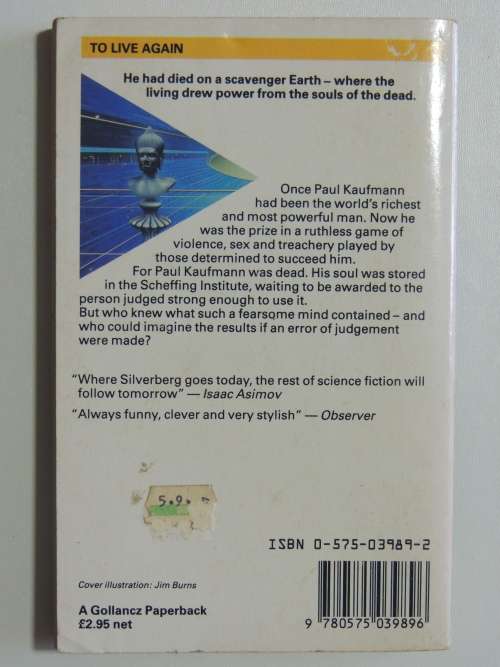 TO LIVE AGAIN
He had died on a scavenger Earth – where the
living drew power from the souls of the dead.
Once Paul Kaufmann
had been the world's richest
and most powerful man. Now he
was the prize in a ruthless game of
violence, sex and treachery played by
those determined to succeed him.
For Paul Kaufmann was dead. His soul was stored
in the Scheffing Institute, waiting to be awarded to the
person judged strong enough to use it.
But who knew what such a fearsome mind contained – and
who could imagine the results if an error of judgement
were made?
“Where Silverberg goes today, the rest of science fiction will
follow tomorrow” — Isaac Asimov
“Always funny, clever and very stylish” — Observer
5.9.
ISBN 0-575-03989-2
Cover illustration: Jim Burns
A Gollancz Paperback
£2.95 net
9 780575 039896